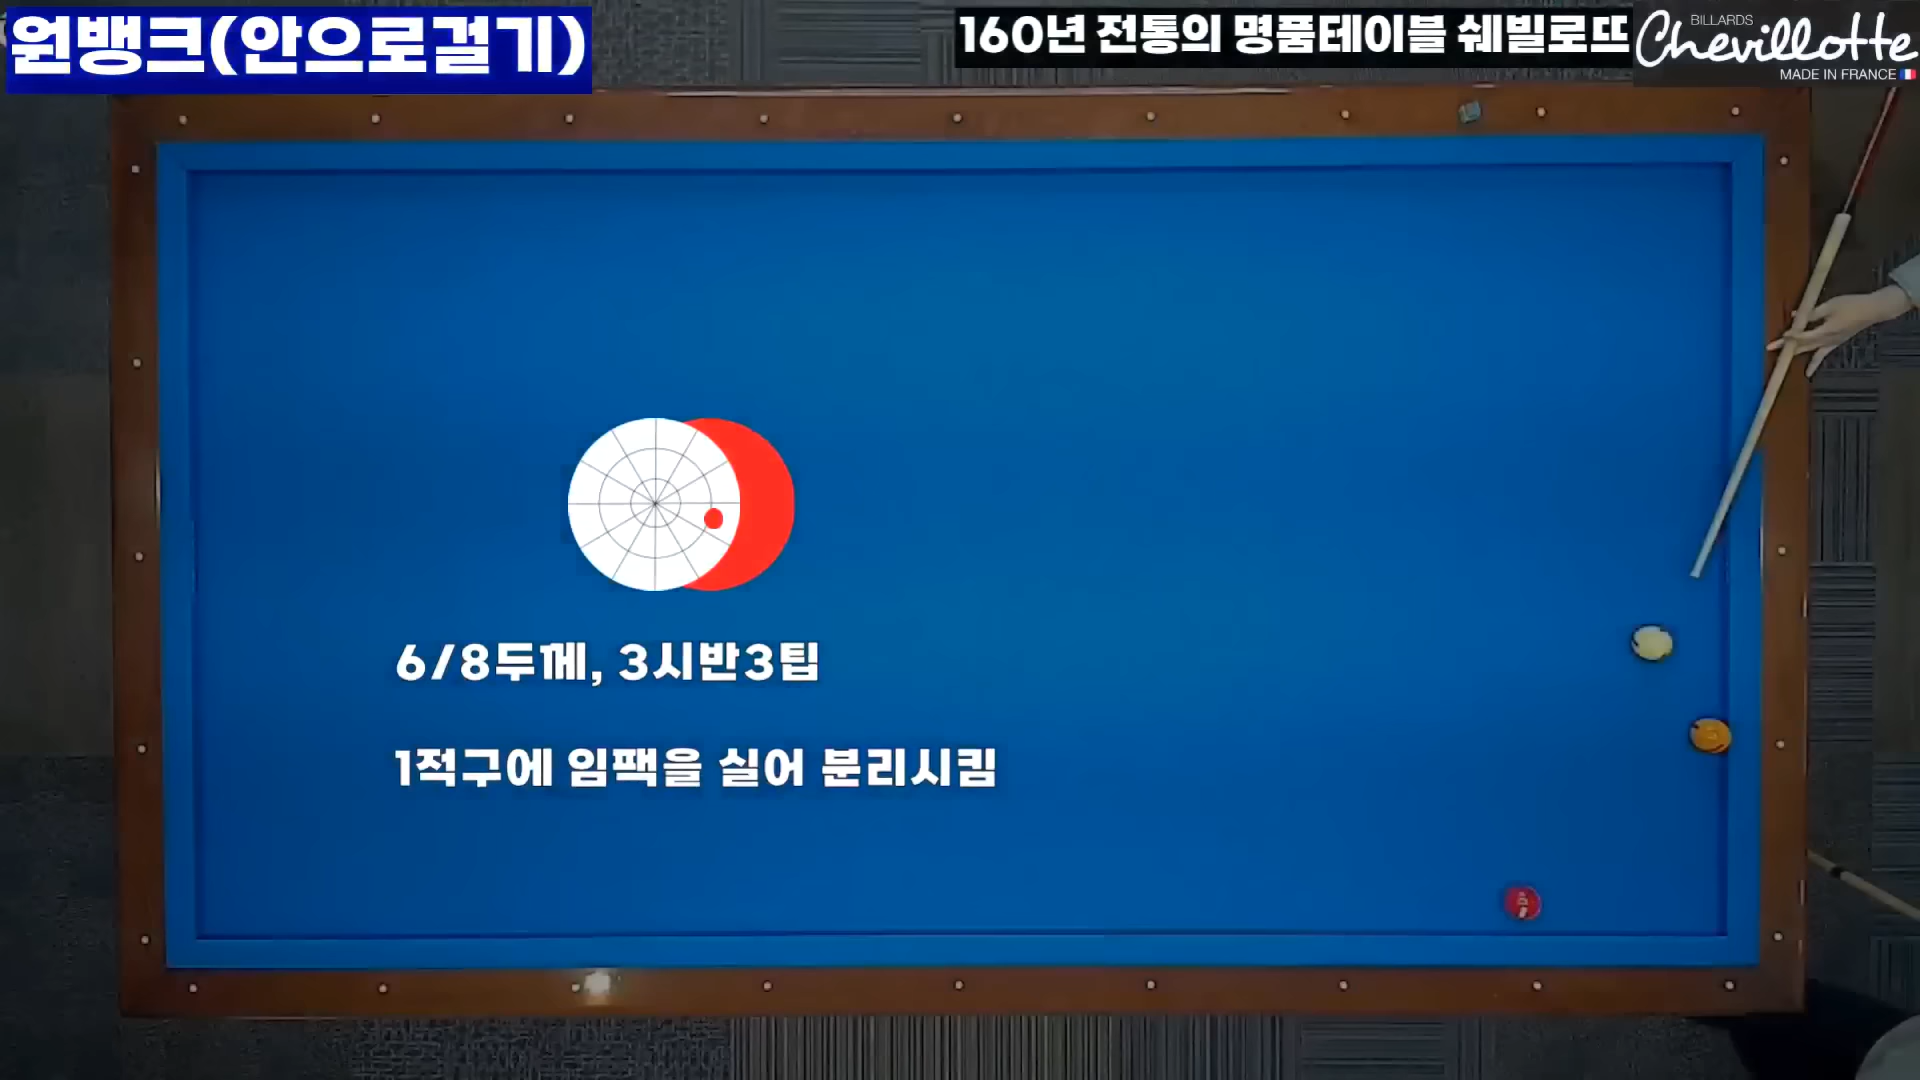 원뱅크(안으로걸기)
160년 전통의 명품테이블 쉐빌로뜨
BILLARDS
Chevillotte
MADE IN FRANCE
6/8두께, 3시반3팁
1적구에 임팩을 실어 분리시킴